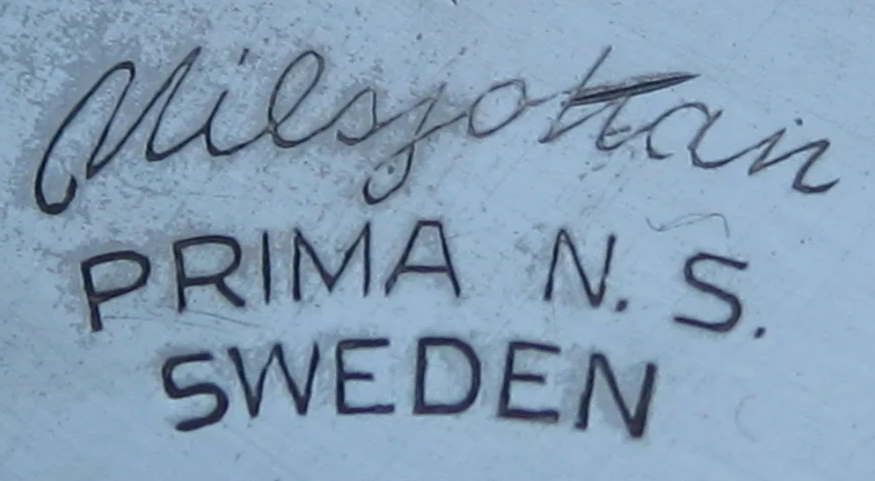 Nilsjohan
PRIMA N. S.
SWEDEN